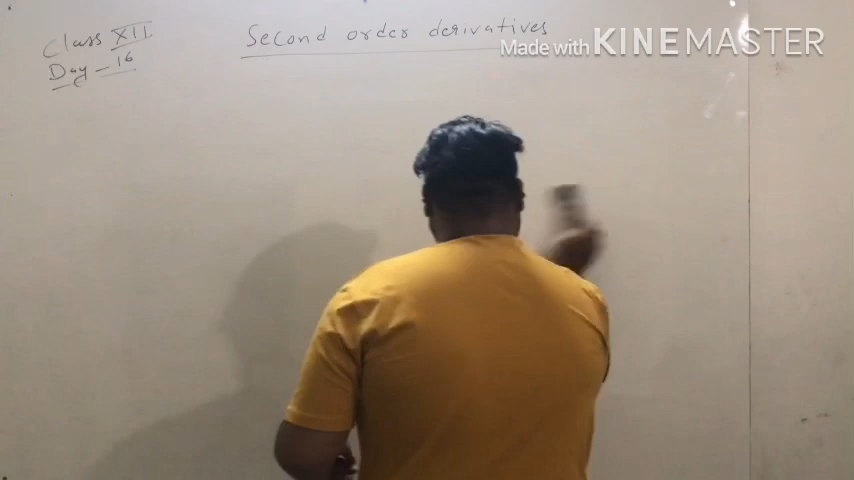 Class XII
Day - 16
Second order derivatives
Made with KINEMASTER